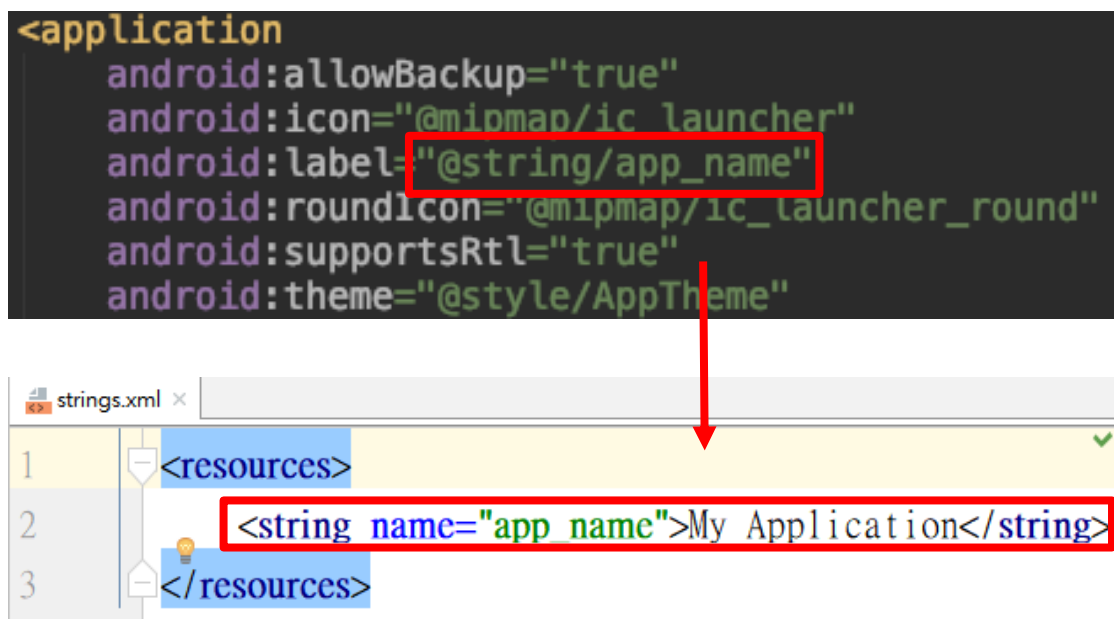 <application
android:allowBackup="true"
android:icon="@mipmap/ic_launcher"
android:label="@string/app_name"
android:roundIcon="@mipmap/ic_launcher_round"
android:supportsRtl="true"
android:theme="@style/AppTheme"
strings.xml ×
1 <resources>
2 <string name="app_name">My Application</string>
3 </resources>